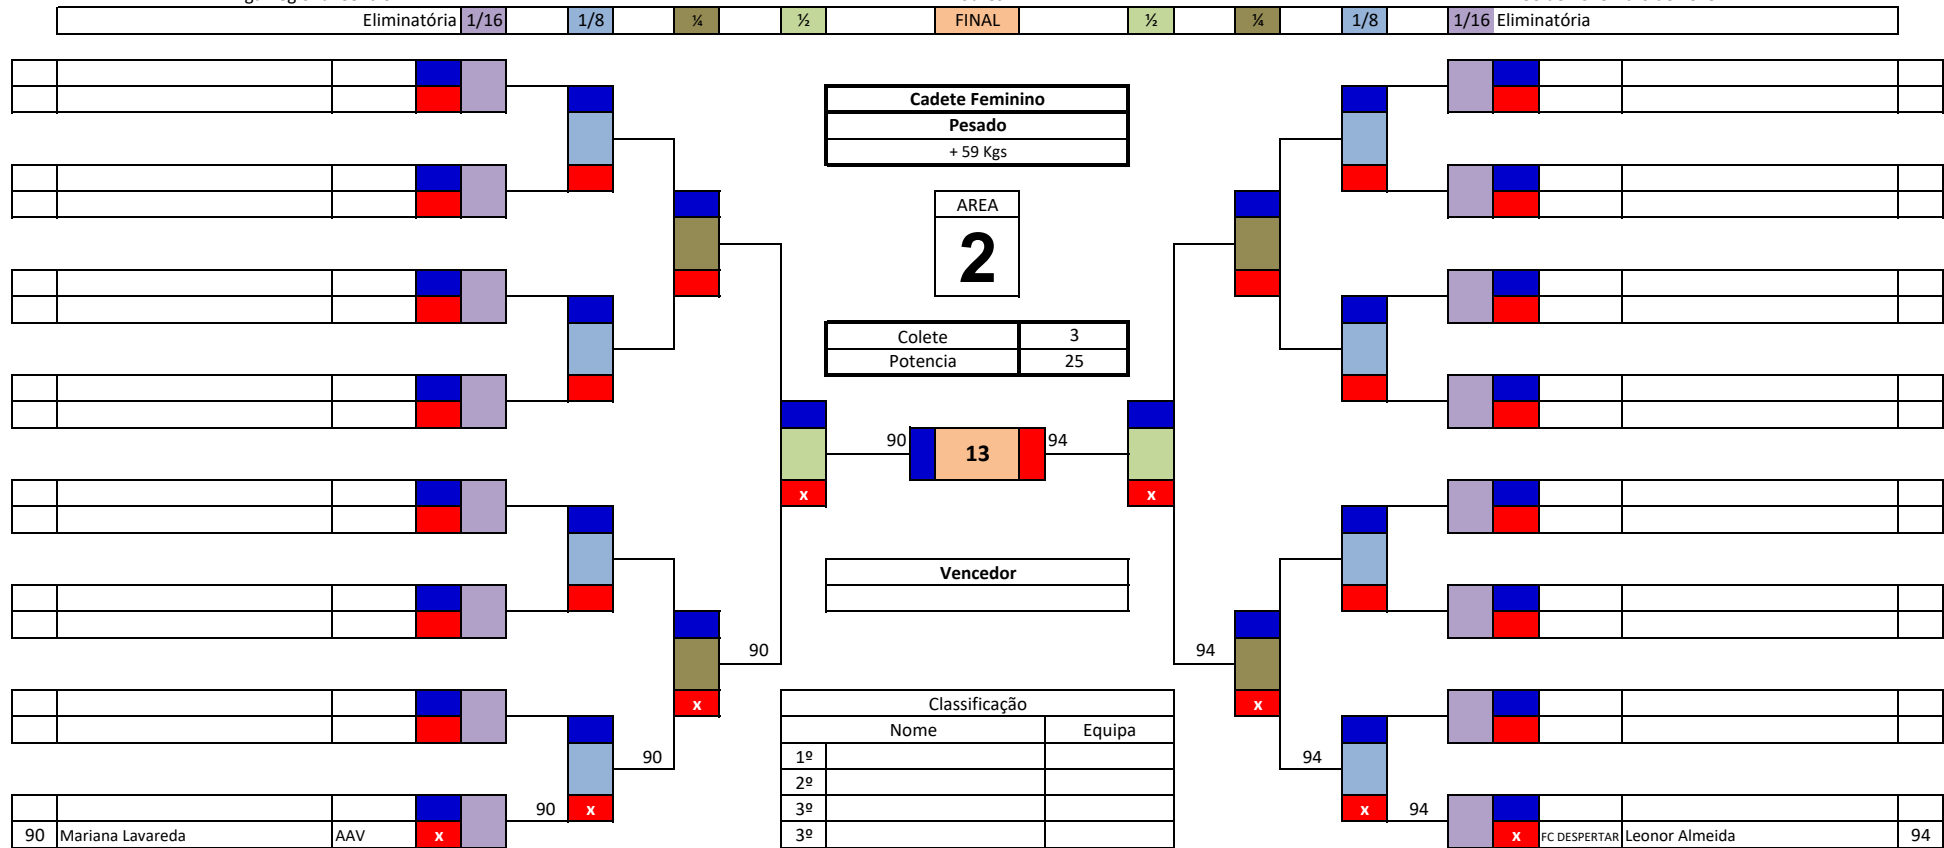 Eliminatória 1/16 1/8 ¼ ½ FINAL ½ ¼ 1/8 1/16 Eliminatória
Cadete Feminino
Pesado
+ 59 Kgs
AREA
2
Colete 3
Potencia 25
90 13 94
x x
Vencedor
90 94
x x
Classificação
Nome Equipa
90 1º 94
2º
90 x 3º x 94
90 Mariana Lavareda AAV x 3º x FC DESPERTAR Leonor Almeida 94